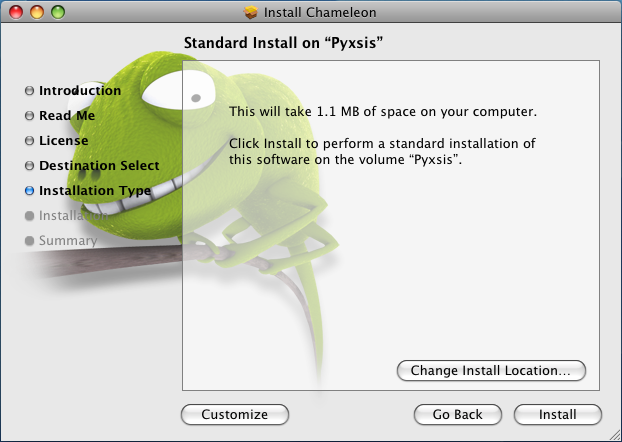 Install Chameleon
Standard Install on “Pyxsis”
Introduction
Read Me
License
Destination Select
Installation Type
Installation
Summary
This will take 1.1 MB of space on your computer.
Click Install to perform a standard installation of
this software on the volume “Pyxsis”.
Change Install Location...
Customize
Go Back
Install